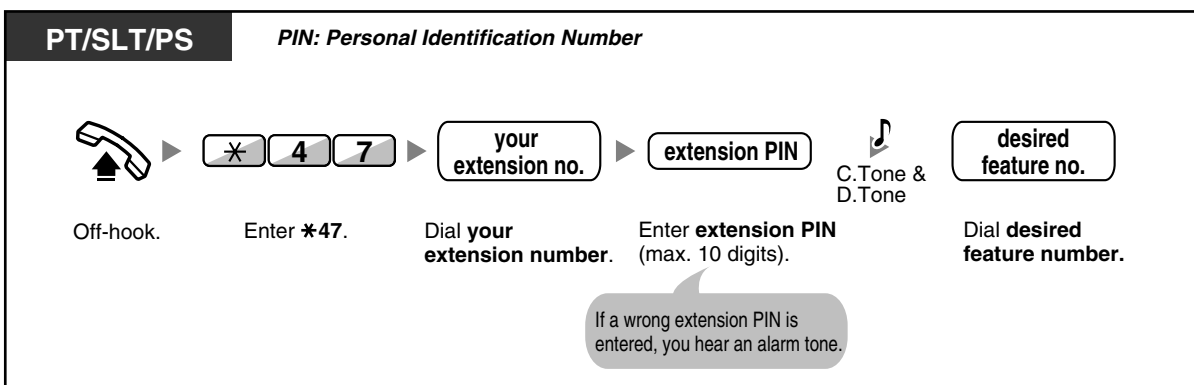 PT/SLT/PS
PIN: Personal Identification Number
✳ 4 7
your
extension no.
extension PIN
C.Tone &
D.Tone
desired
feature no.
Off-hook.
Enter ✳47.
Dial your
extension number.
Enter extension PIN
(max. 10 digits).
Dial desired
feature number.
If a wrong extension PIN is
entered, you hear an alarm tone.